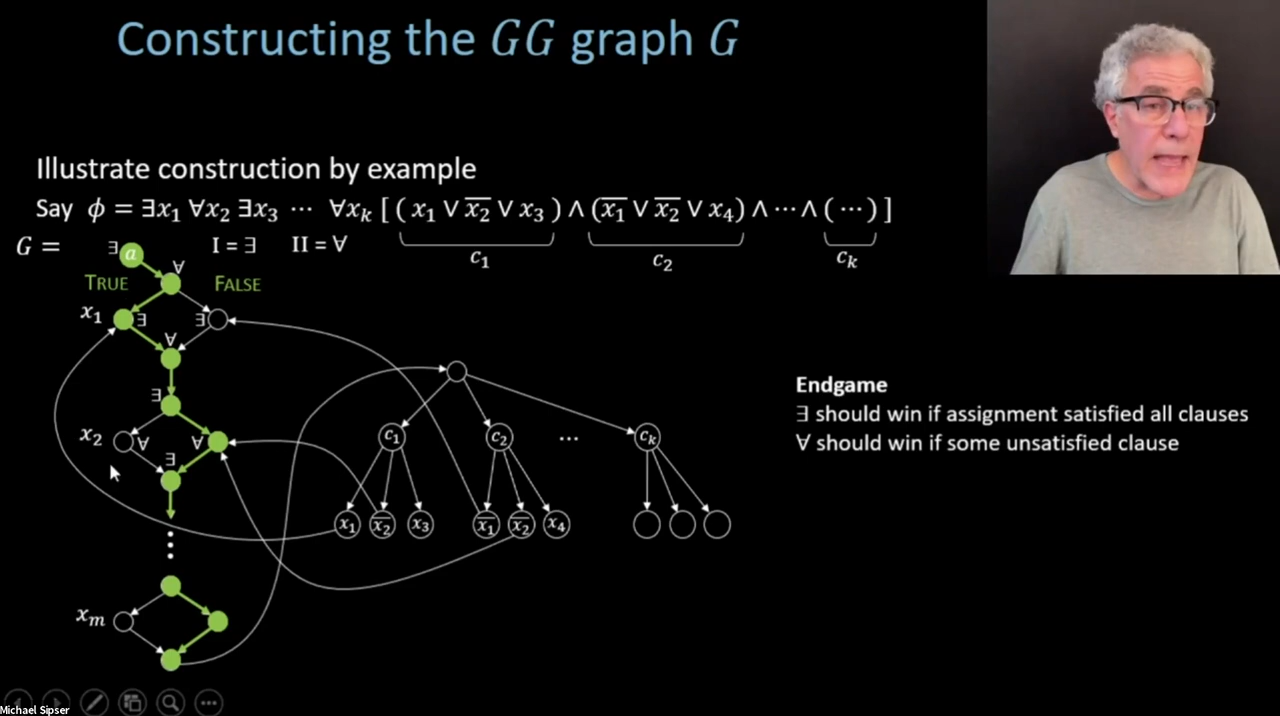 Constructing the GG graph G
Illustrate construction by example
Say ϕ = ∃x₁ ∀x₂ ∃x₃ ⋯ ∀xₖ [ ( x₁ ∨ x̅₂ ∨ x₃ ) ∧ (x̅₁ ∨ x̅₂ ∨ x₄) ∧ ⋯ ∧ (⋯) ]
c₁ c₂ cₖ
G = ∃ a I = ∃ II = ∀
∀
TRUE FALSE
x₁ ∃ ∃
∀
∃
x₂ ∀ ∀
∃
⋮
xₘ
c₁ c₂ ⋯ cₖ
x₁ x̅₂ x₃ x̅₁ x̅₂ x₄
Endgame
∃ should win if assignment satisfied all clauses
∀ should win if some unsatisfied clause
Michael Sipser